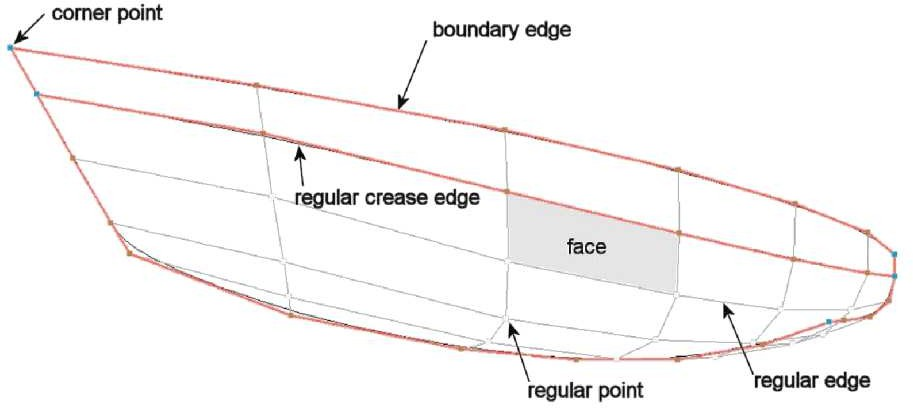 corner point
boundary edge
regular crease edge
face
regular point
regular edge